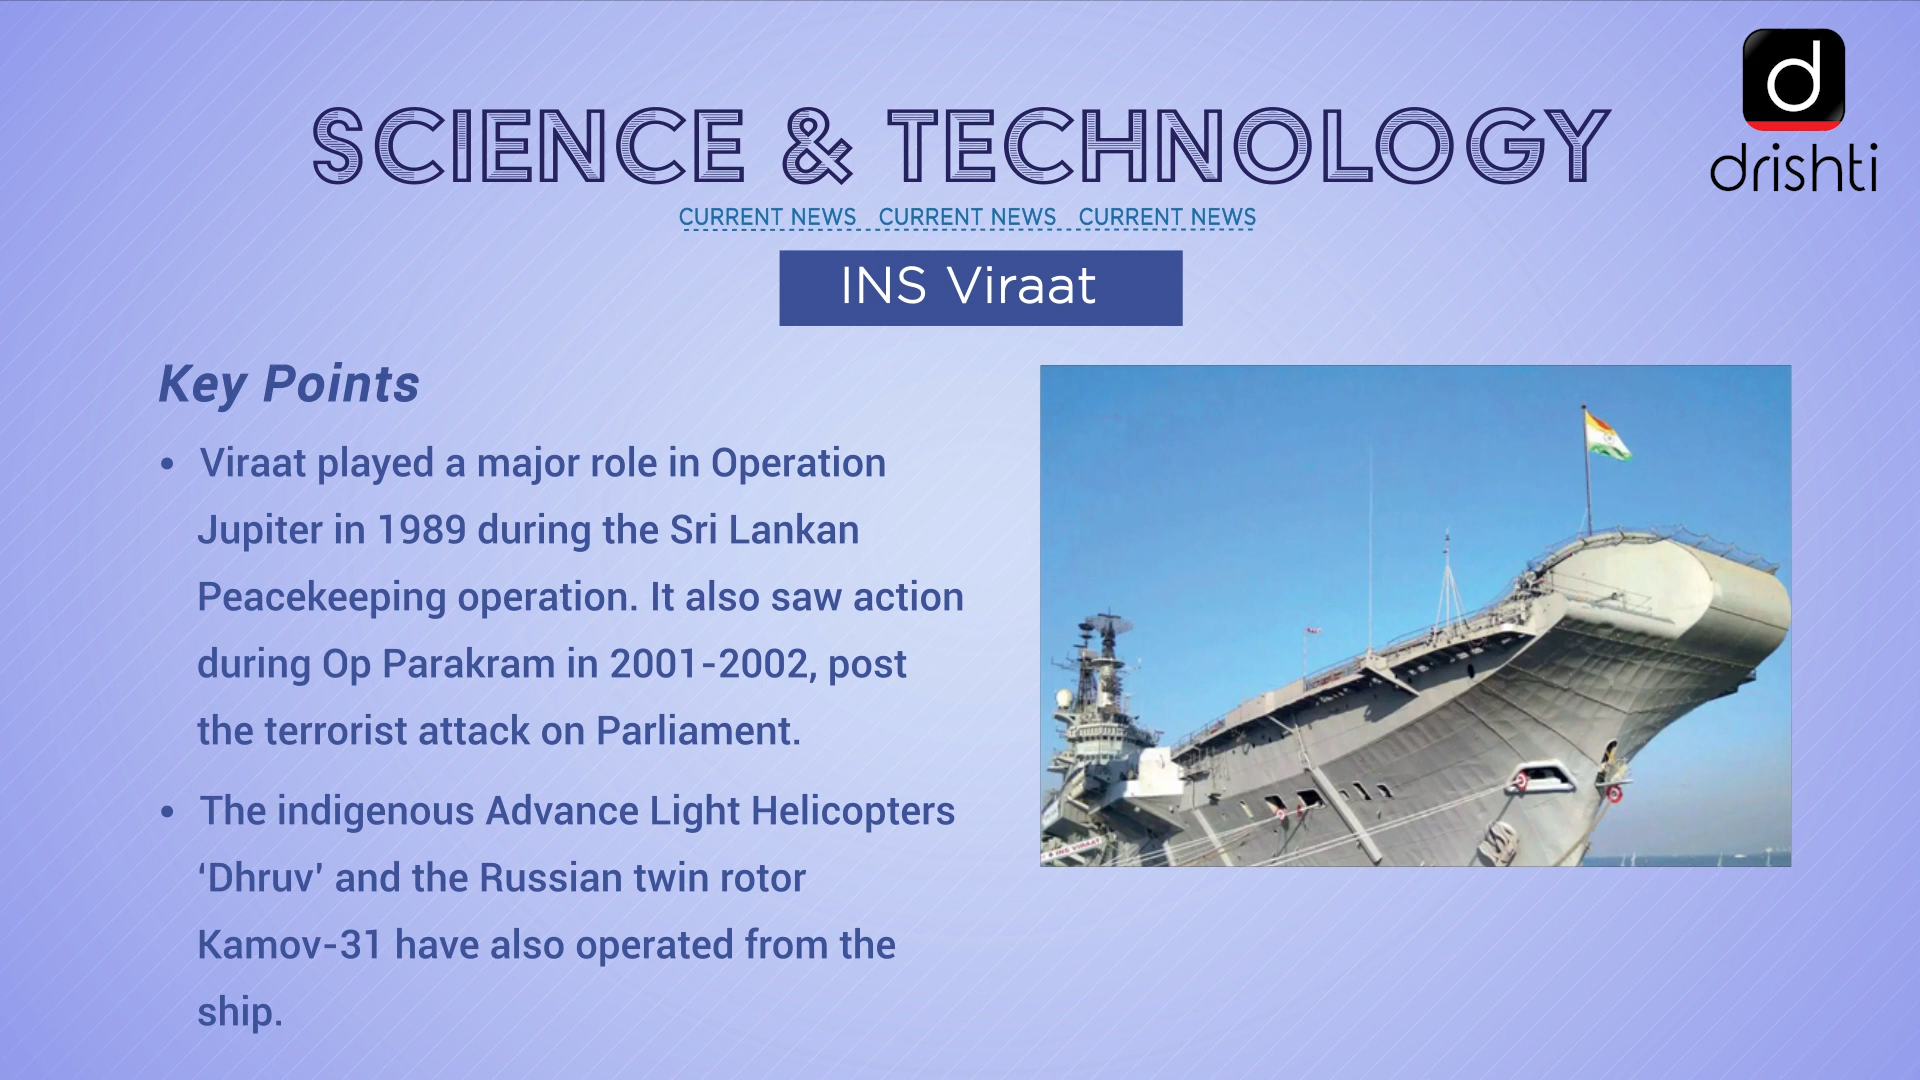 d
drishti
SCIENCE & TECHNOLOGY
CURRENT NEWS CURRENT NEWS CURRENT NEWS
INS Viraat
Key Points
• Viraat played a major role in Operation
Jupiter in 1989 during the Sri Lankan
Peacekeeping operation. It also saw action
during Op Parakram in 2001-2002, post
the terrorist attack on Parliament.
• The indigenous Advance Light Helicopters
‘Dhruv’ and the Russian twin rotor
Kamov-31 have also operated from the
ship.
INS VIRAAT